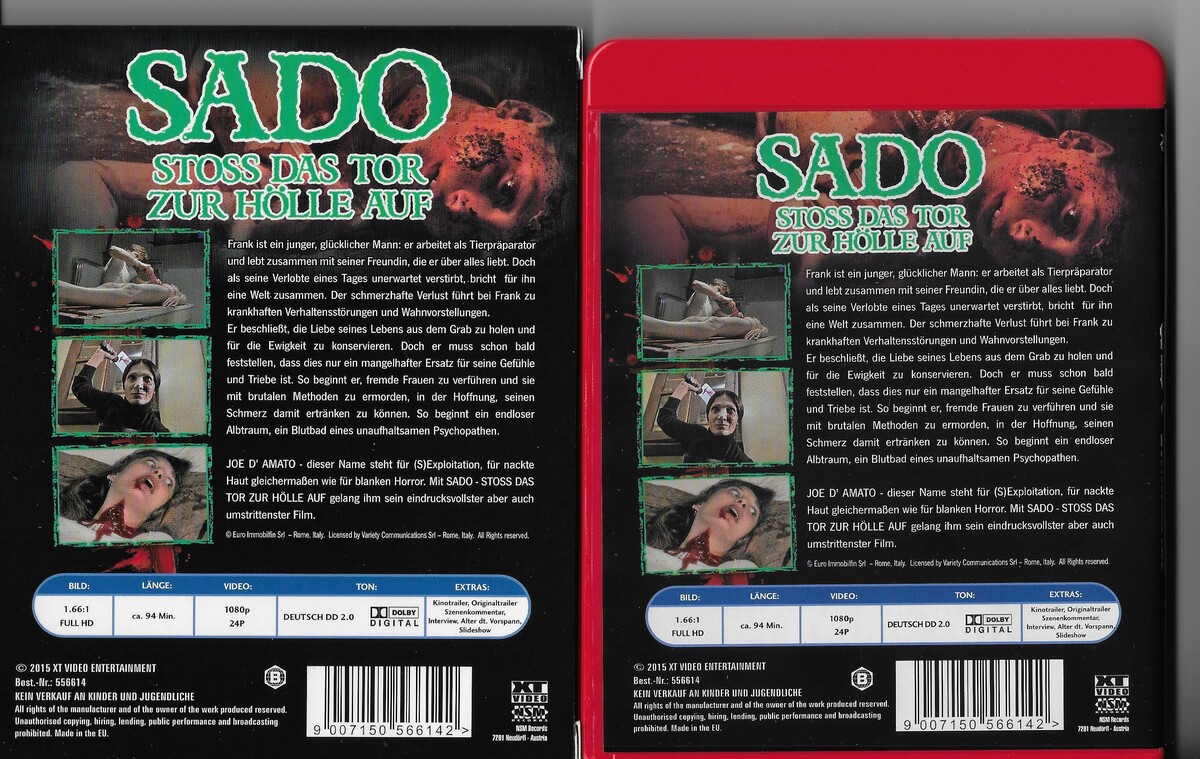 SADO
STOSS DAS TOR
ZUR HÖLLE AUF
Frank ist ein junger, glücklicher Mann: er arbeitet als Tierpräparator
und lebt zusammen mit seiner Freundin, die er über alles liebt. Doch
als seine Verlobte eines Tages unerwartet verstirbt, bricht für ihn
eine Welt zusammen. Der schmerzhafte Verlust führt bei Frank zu
krankhaften Verhaltensstörungen und Wahnvorstellungen.
Er beschließt, die Liebe seines Lebens aus dem Grab zu holen und
für die Ewigkeit zu konservieren. Doch er muss schon bald
feststellen, dass dies nur ein mangelhafter Ersatz für seine Gefühle
und Triebe ist. So beginnt er, fremde Frauen zu verführen und sie
mit brutalen Methoden zu ermorden, in der Hoffnung, seinen
Schmerz damit ertränken zu können. So beginnt ein endloser
Albtraum, ein Blutbad eines unaufhaltsamen Psychopathen.
JOE D' AMATO - dieser Name steht für (S)Exploitation, für nackte
Haut gleichermaßen wie für blanken Horror. Mit SADO - STOSS DAS
TOR ZUR HÖLLE AUF gelang ihm sein eindrucksvollster aber auch
umstrittenster Film.
© Euro Immobilfin Srl – Rome, Italy. Licensed by Variety Communications Srl – Rome, Italy. All Rights reserved.
BILD: LÄNGE: VIDEO: TON: EXTRAS:
1.66:1
FULL HD
ca. 94 Min.
1080p
24P
DEUTSCH DD 2.0
DOLBY
DIGITAL
Kinotrailer, Originaltrailer
Szenenkommentar,
Interview, Alter dt. Vorspann,
Slideshow
© 2015 XT VIDEO ENTERTAINMENT
Best.-Nr.: 556614
KEIN VERKAUF AN KINDER UND JUGENDLICHE
All rights of the manufacturer and of the owner of the work produced reserved.
Unauthorised copying, hiring, lending, public performance and broadcasting
prohibited. Made in the EU.
B
9 007150 566142 >
XT
VIDEO
NSM
NSM Records
7201 Neudörfl - Austria
SADO
STOSS DAS TOR
ZUR HÖLLE AUF
Frank ist ein junger, glücklicher Mann: er arbeitet als Tierpräparator
und lebt zusammen mit seiner Freundin, die er über alles liebt. Doch
als seine Verlobte eines Tages unerwartet verstirbt, bricht für ihn
eine Welt zusammen. Der schmerzhafte Verlust führt bei Frank zu
krankhaften Verhaltensstörungen und Wahnvorstellungen.
Er beschließt, die Liebe seines Lebens aus dem Grab zu holen und
für die Ewigkeit zu konservieren. Doch er muss schon bald
feststellen, dass dies nur ein mangelhafter Ersatz für seine Gefühle
und Triebe ist. So beginnt er, fremde Frauen zu verführen und sie
mit brutalen Methoden zu ermorden, in der Hoffnung, seinen
Schmerz damit ertränken zu können. So beginnt ein endloser
Albtraum, ein Blutbad eines unaufhaltsamen Psychopathen.
JOE D' AMATO - dieser Name steht für (S)Exploitation, für nackte
Haut gleichermaßen wie für blanken Horror. Mit SADO - STOSS DAS
TOR ZUR HÖLLE AUF gelang ihm sein eindrucksvollster aber auch
umstrittenster Film.
© Euro Immobilfin Srl – Rome, Italy. Licensed by Variety Communications Srl – Rome, Italy. All Rights reserved.
BILD: LÄNGE: VIDEO: TON: EXTRAS:
1.66:1
FULL HD
ca. 94 Min.
1080p
24P
DEUTSCH DD 2.0
DOLBY
DIGITAL
Kinotrailer, Originaltrailer
Szenenkommentar,
Interview, Alter dt. Vorspann,
Slideshow
© 2015 XT VIDEO ENTERTAINMENT
Best.-Nr.: 556614
KEIN VERKAUF AN KINDER UND JUGENDLICHE
All rights of the manufacturer and of the owner of the work produced reserved.
Unauthorised copying, hiring, lending, public performance and broadcasting
prohibited. Made in the EU.
B
9 007150 566142 >
XT
VIDEO
NSM
NSM Records
7201 Neudörfl - Austria